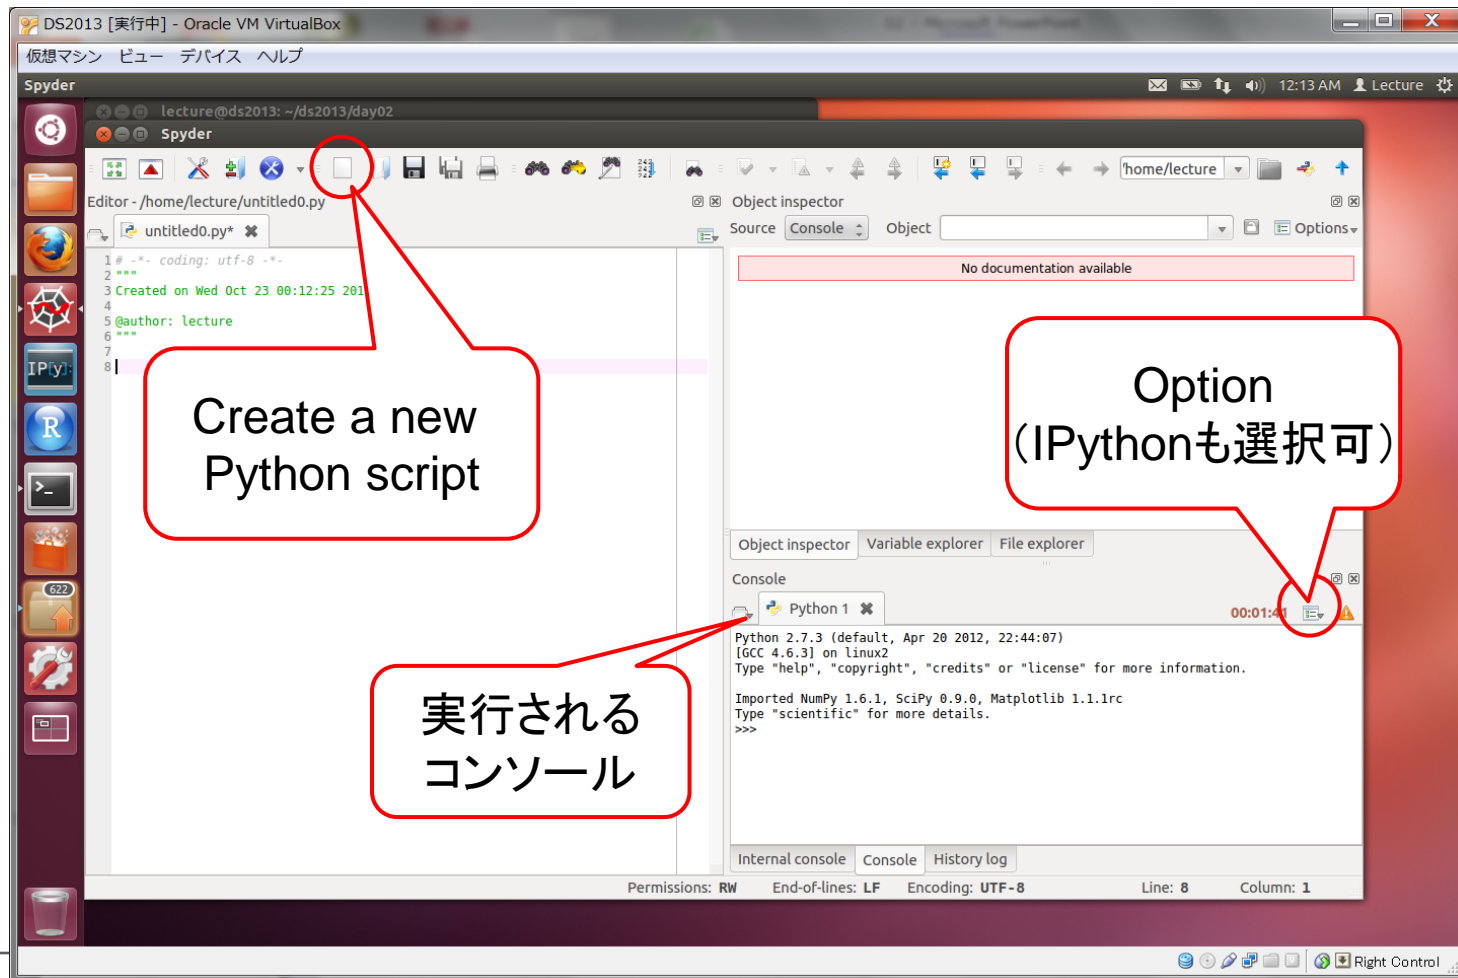 DS2013 [実行中] - Oracle VM VirtualBox
仮想マシン ビュー デバイス ヘルプ
Spyder
12:13 AM Lecture
lecture@ds2013: ~/ds2013/day02
Spyder
/home/lecture
Editor - /home/lecture/untitled0.py
untitled0.py*
1 # -*- coding: utf-8 -*-
2 """
3 Created on Wed Oct 23 00:12:25 201
4
5 @author: lecture
6 """
7
8
Create a new
Python script
Object inspector
Source Console Object Options
No documentation available
Option
（IPythonも選択可）
Object inspector Variable explorer File explorer
Console
Python 1 00:01:41
Python 2.7.3 (default, Apr 20 2012, 22:44:07)
[GCC 4.6.3] on linux2
Type "help", "copyright", "credits" or "license" for more information.
Imported NumPy 1.6.1, SciPy 0.9.0, Matplotlib 1.1.1rc
Type "scientific" for more details.
>>>
実行される
コンソール
Internal console Console History log
Permissions: RW End-of-lines: LF Encoding: UTF-8 Line: 8 Column: 1
IP[y]:
R
>_
622
Right Control